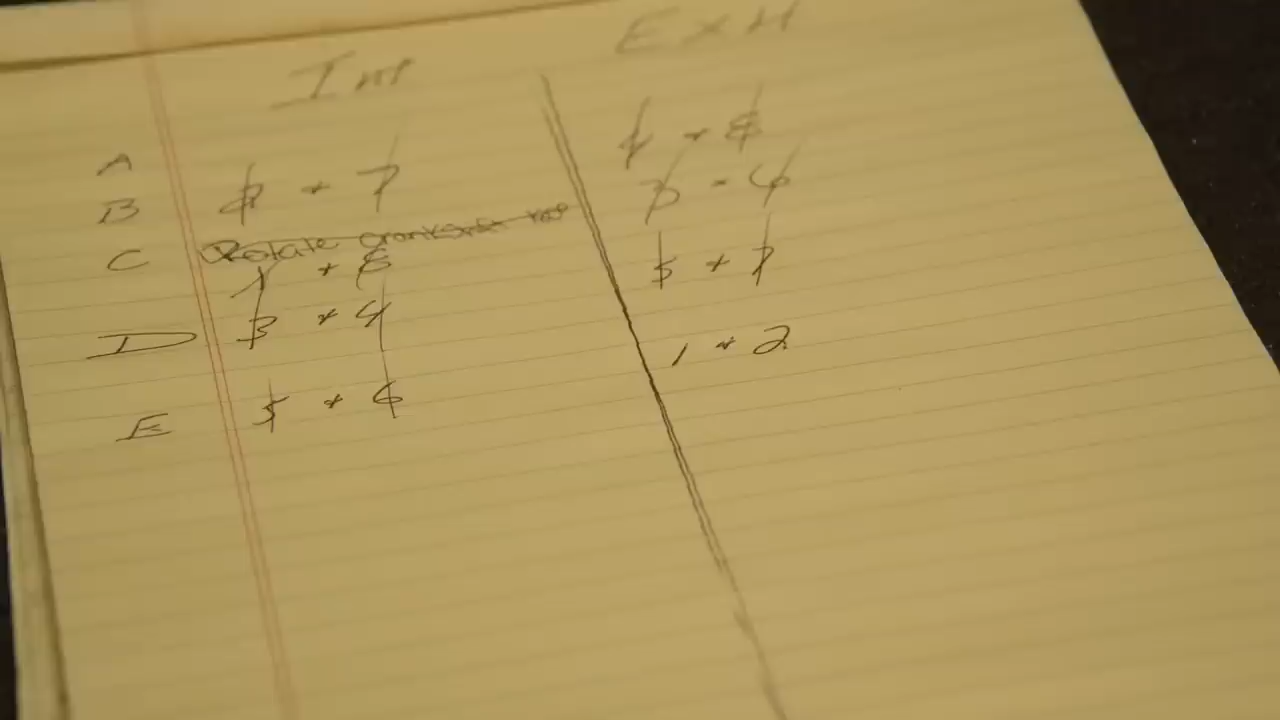 Int Exh
A 4 + 8
B 2 + 7 3 + 6
C Rotate crankshaft 5 + 7
1 + 8
D 3 + 4 1 + 2
E 5 + 6